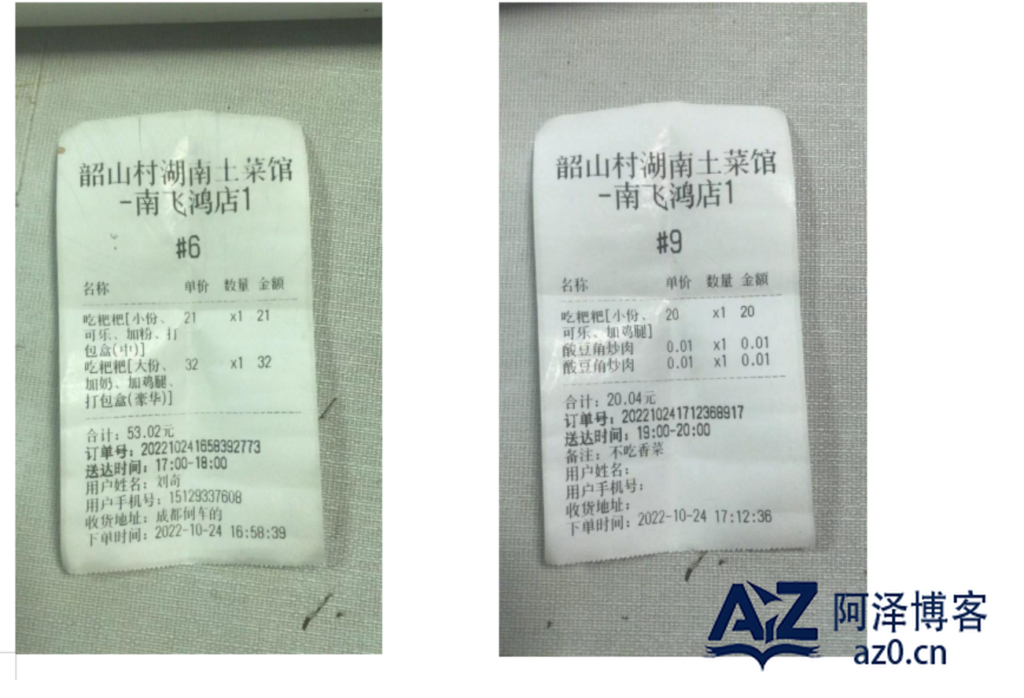 韶山村湖南土菜馆
-南飞鸿店1
#6
名称 单价 数量 金额
吃粑粑[小份、 21 x1 21
可乐、加粉、打
包盒(中)]
吃粑粑[大份、 32 x1 32
加奶、加鸡腿、
打包盒(豪华)]
合计：53.02元
订单号：202210241658392773
送达时间：17:00-18:00
用户姓名：刘奇
用户手机号：15129337608
收货地址：成都何车的
下单时间：2022-10-24 16:58:39
韶山村湖南土菜馆
-南飞鸿店1
#9
名称 单价 数量 金额
吃粑粑[小份、 20 x1 20
可乐、加鸡腿]
酸豆角炒肉 0.01 x1 0.01
酸豆角炒肉 0.01 x1 0.01
合计：20.04元
订单号：202210241712368917
送达时间：19:00-20:00
备注：不吃香菜
用户姓名：
用户手机号：
收货地址：
下单时间：2022-10-24 17:12:36
AZ 阿泽博客
az0.cn